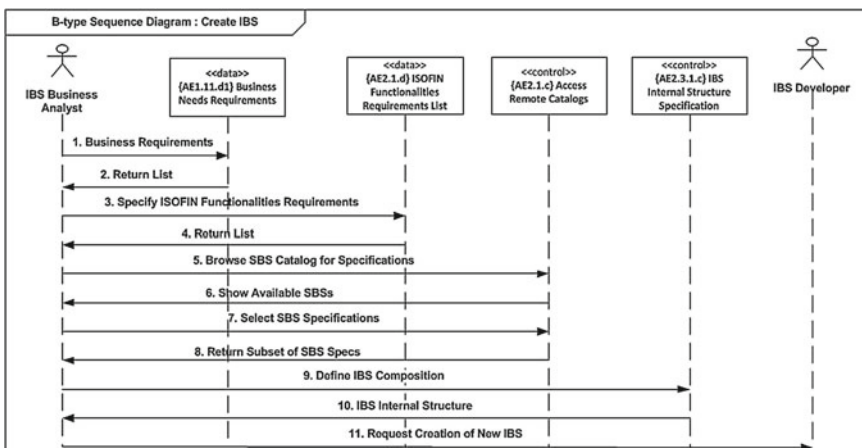 B-type Sequence Diagram : Create IBS
IBS Business
Analyst
<<data>>
{AE1.11.d1} Business
Needs Requirements
<<data>>
{AE2.1.d} ISOFIN
Functionalities
Requirements List
<<control>>
{AE2.1.c} Access
Remote Catalogs
<<control>>
{AE2.3.1.c} IBS
Internal Structure
Specification
IBS Developer
1. Business Requirements
2. Return List
3. Specify ISOFIN Functionalities Requirements
4. Return List
5. Browse SBS Catalog for Specifications
6. Show Available SBSs
7. Select SBS Specifications
8. Return Subset of SBS Specs
9. Define IBS Composition
10. IBS Internal Structure
11. Request Creation of New IBS